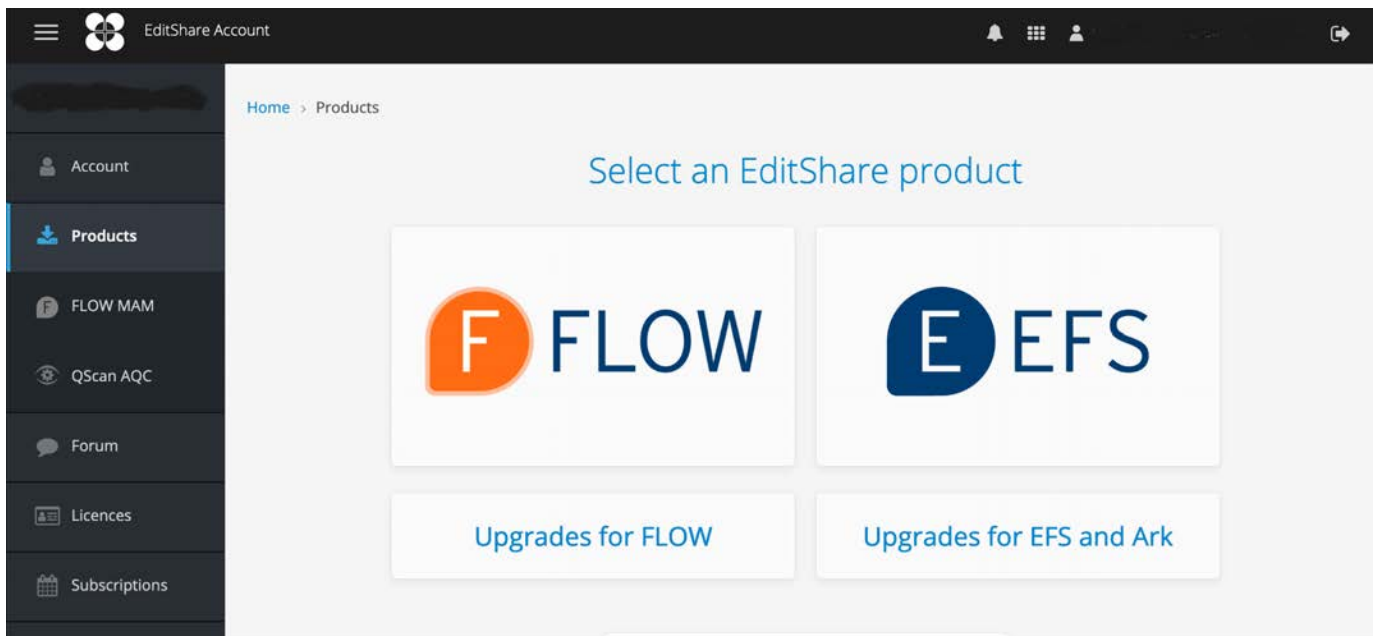 EditShare Account
Home › Products
Account
Products
FLOW MAM
QScan AQC
Forum
Licences
Subscriptions
Select an EditShare product
F FLOW
E EFS
Upgrades for FLOW
Upgrades for EFS and Ark